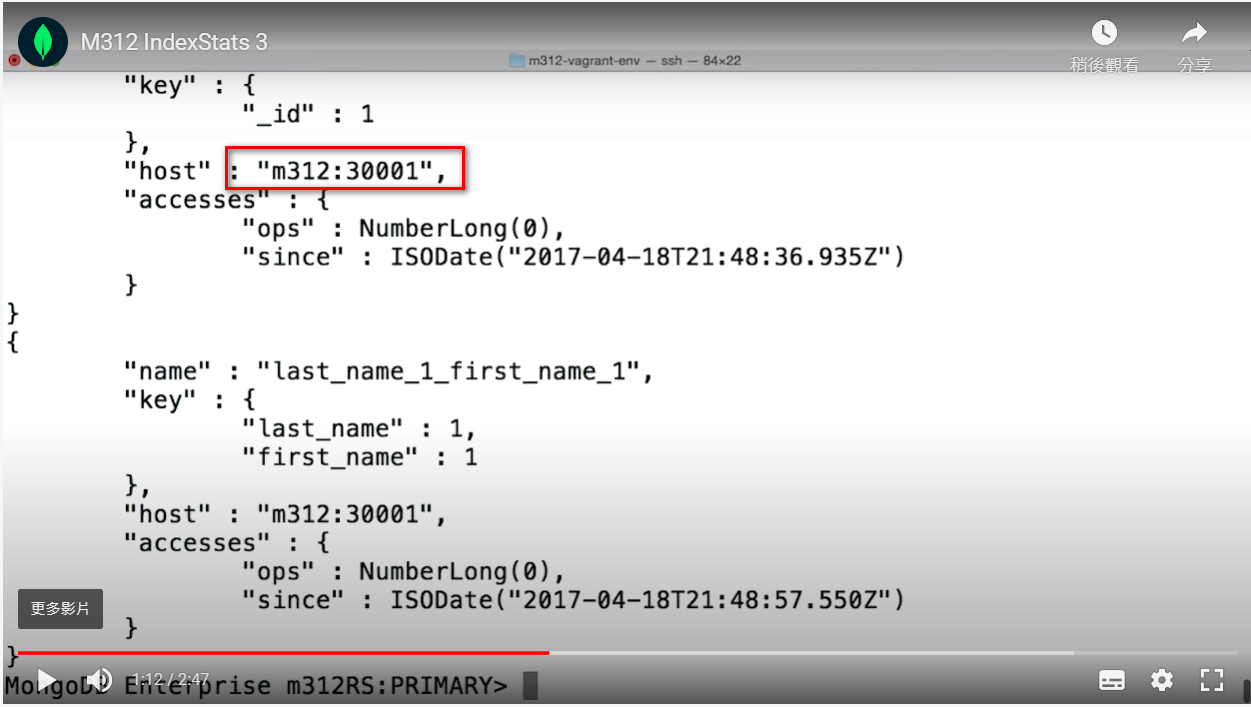 M312 IndexStats 3
m312-vagrant-env — ssh — 84×22
稍後觀看
分享
"key" : {
"_id" : 1
},
"host" : "m312:30001",
"accesses" : {
"ops" : NumberLong(0),
"since" : ISODate("2017-04-18T21:48:36.935Z")
}
}
{
"name" : "last_name_1_first_name_1",
"key" : {
"last_name" : 1,
"first_name" : 1
},
"host" : "m312:30001",
"accesses" : {
"ops" : NumberLong(0),
"since" : ISODate("2017-04-18T21:48:57.550Z")
更多影片
}
}
1:12 / 2:47
MongoDB Enterprise m312RS:PRIMARY>